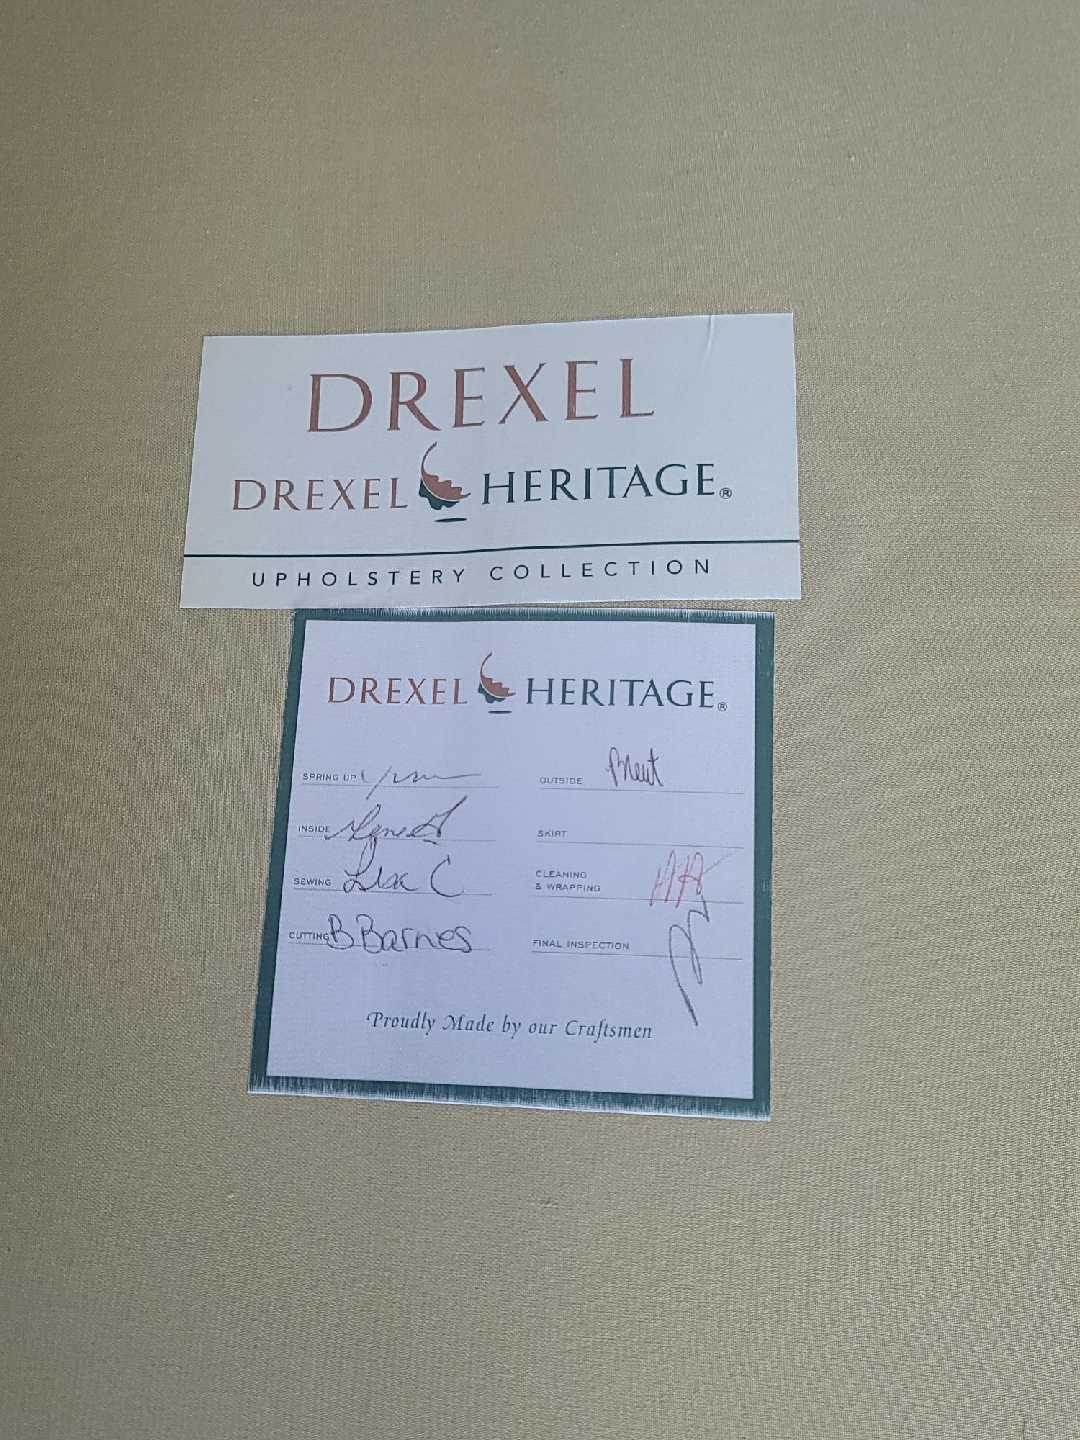 DREXEL
DREXEL HERITAGE®
UPHOLSTERY COLLECTION
DREXEL HERITAGE®
SPRING UP
OUTSIDE Brent
INSIDE
SKIRT
SEWING Lisa C
CLEANING
& WRAPPING
CUTTING B Barnes
FINAL INSPECTION
Proudly Made by our Craftsmen